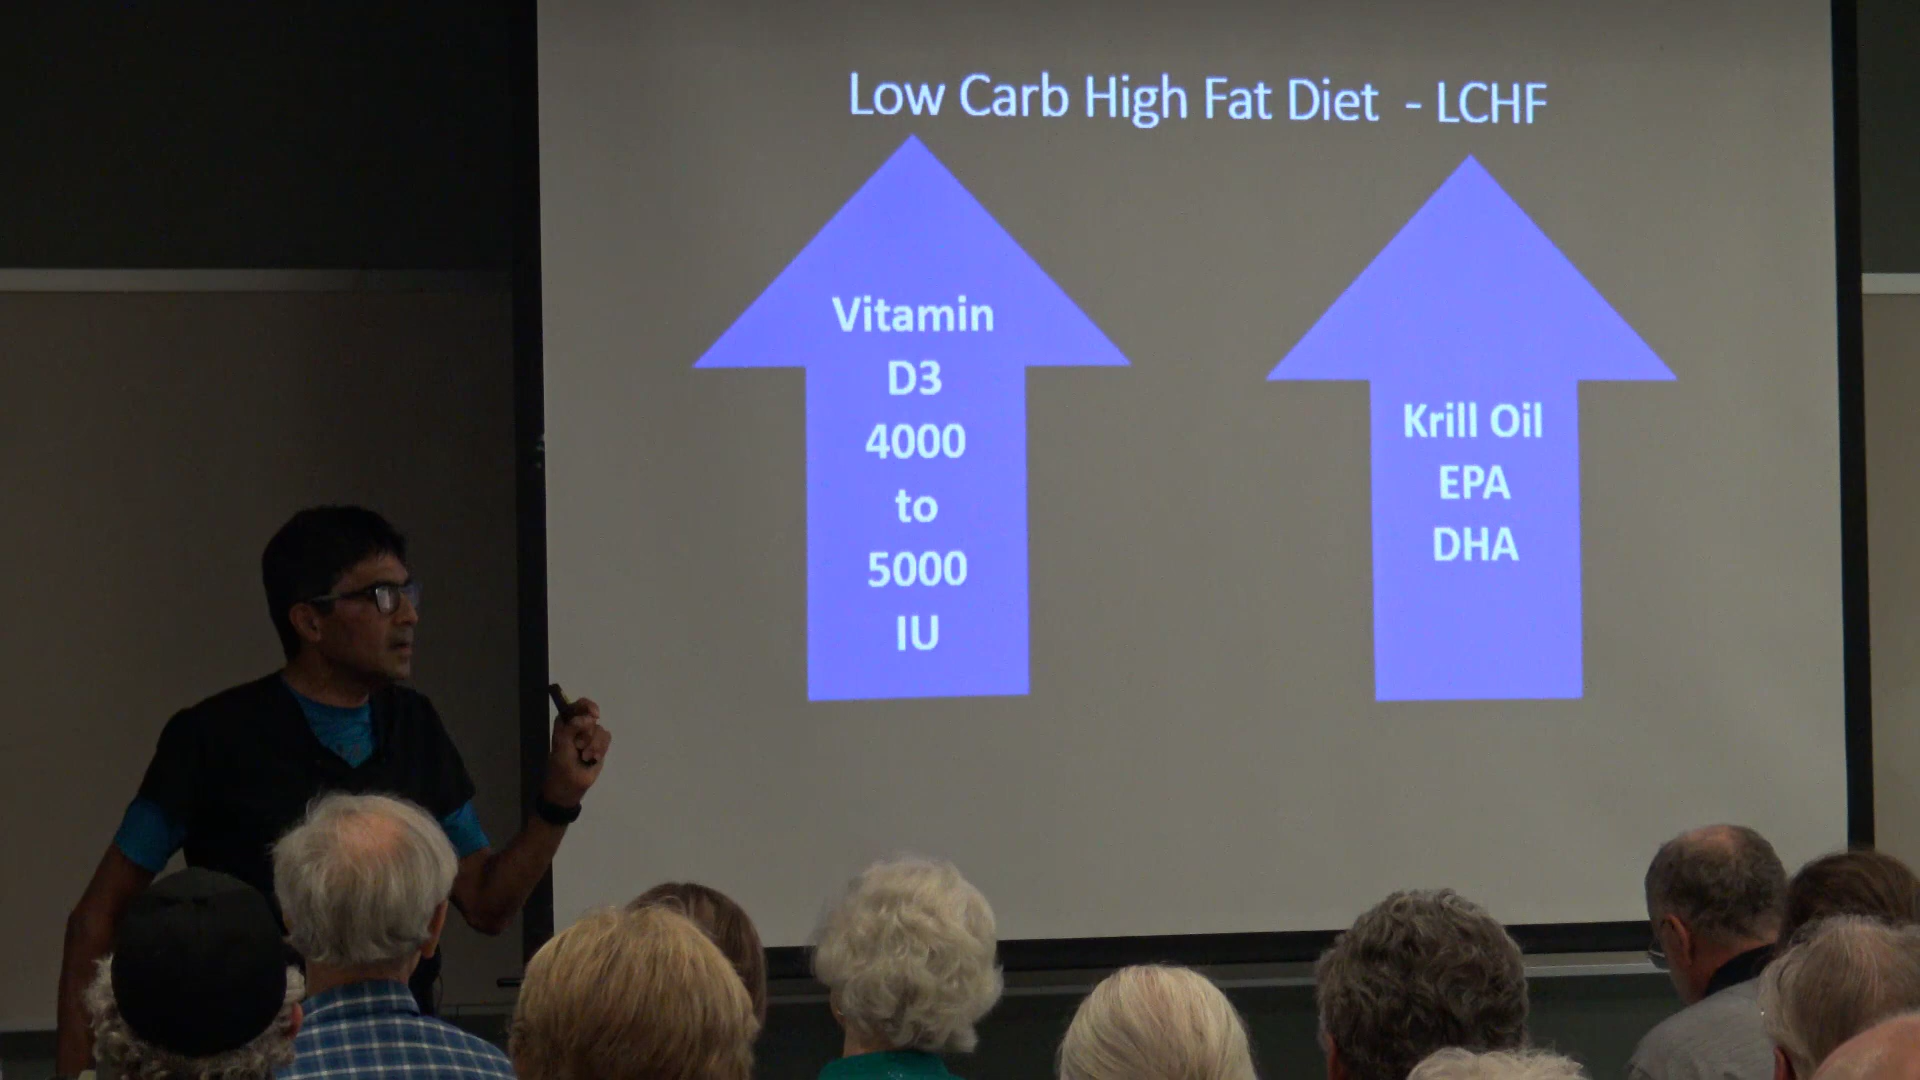 Low Carb High Fat Diet - LCHF
Vitamin
D3
4000
to
5000
IU
Krill Oil
EPA
DHA